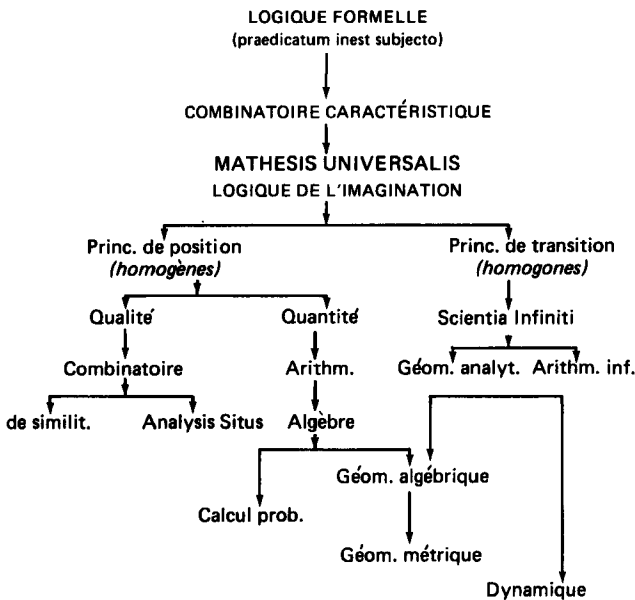 LOGIQUE FORMELLE
(praedicatum inest subjecto)
COMBINATOIRE CARACTÉRISTIQUE
MATHESIS UNIVERSALIS
LOGIQUE DE L'IMAGINATION
Princ. de position
(homogènes)
Princ. de transition
(homogones)
Qualité
Quantité
Scientia Infiniti
Combinatoire
Arithm.
Géom. analyt.
Arithm. inf.
de similit.
Analysis Situs
Algèbre
Géom. algébrique
Calcul prob.
Géom. métrique
Dynamique